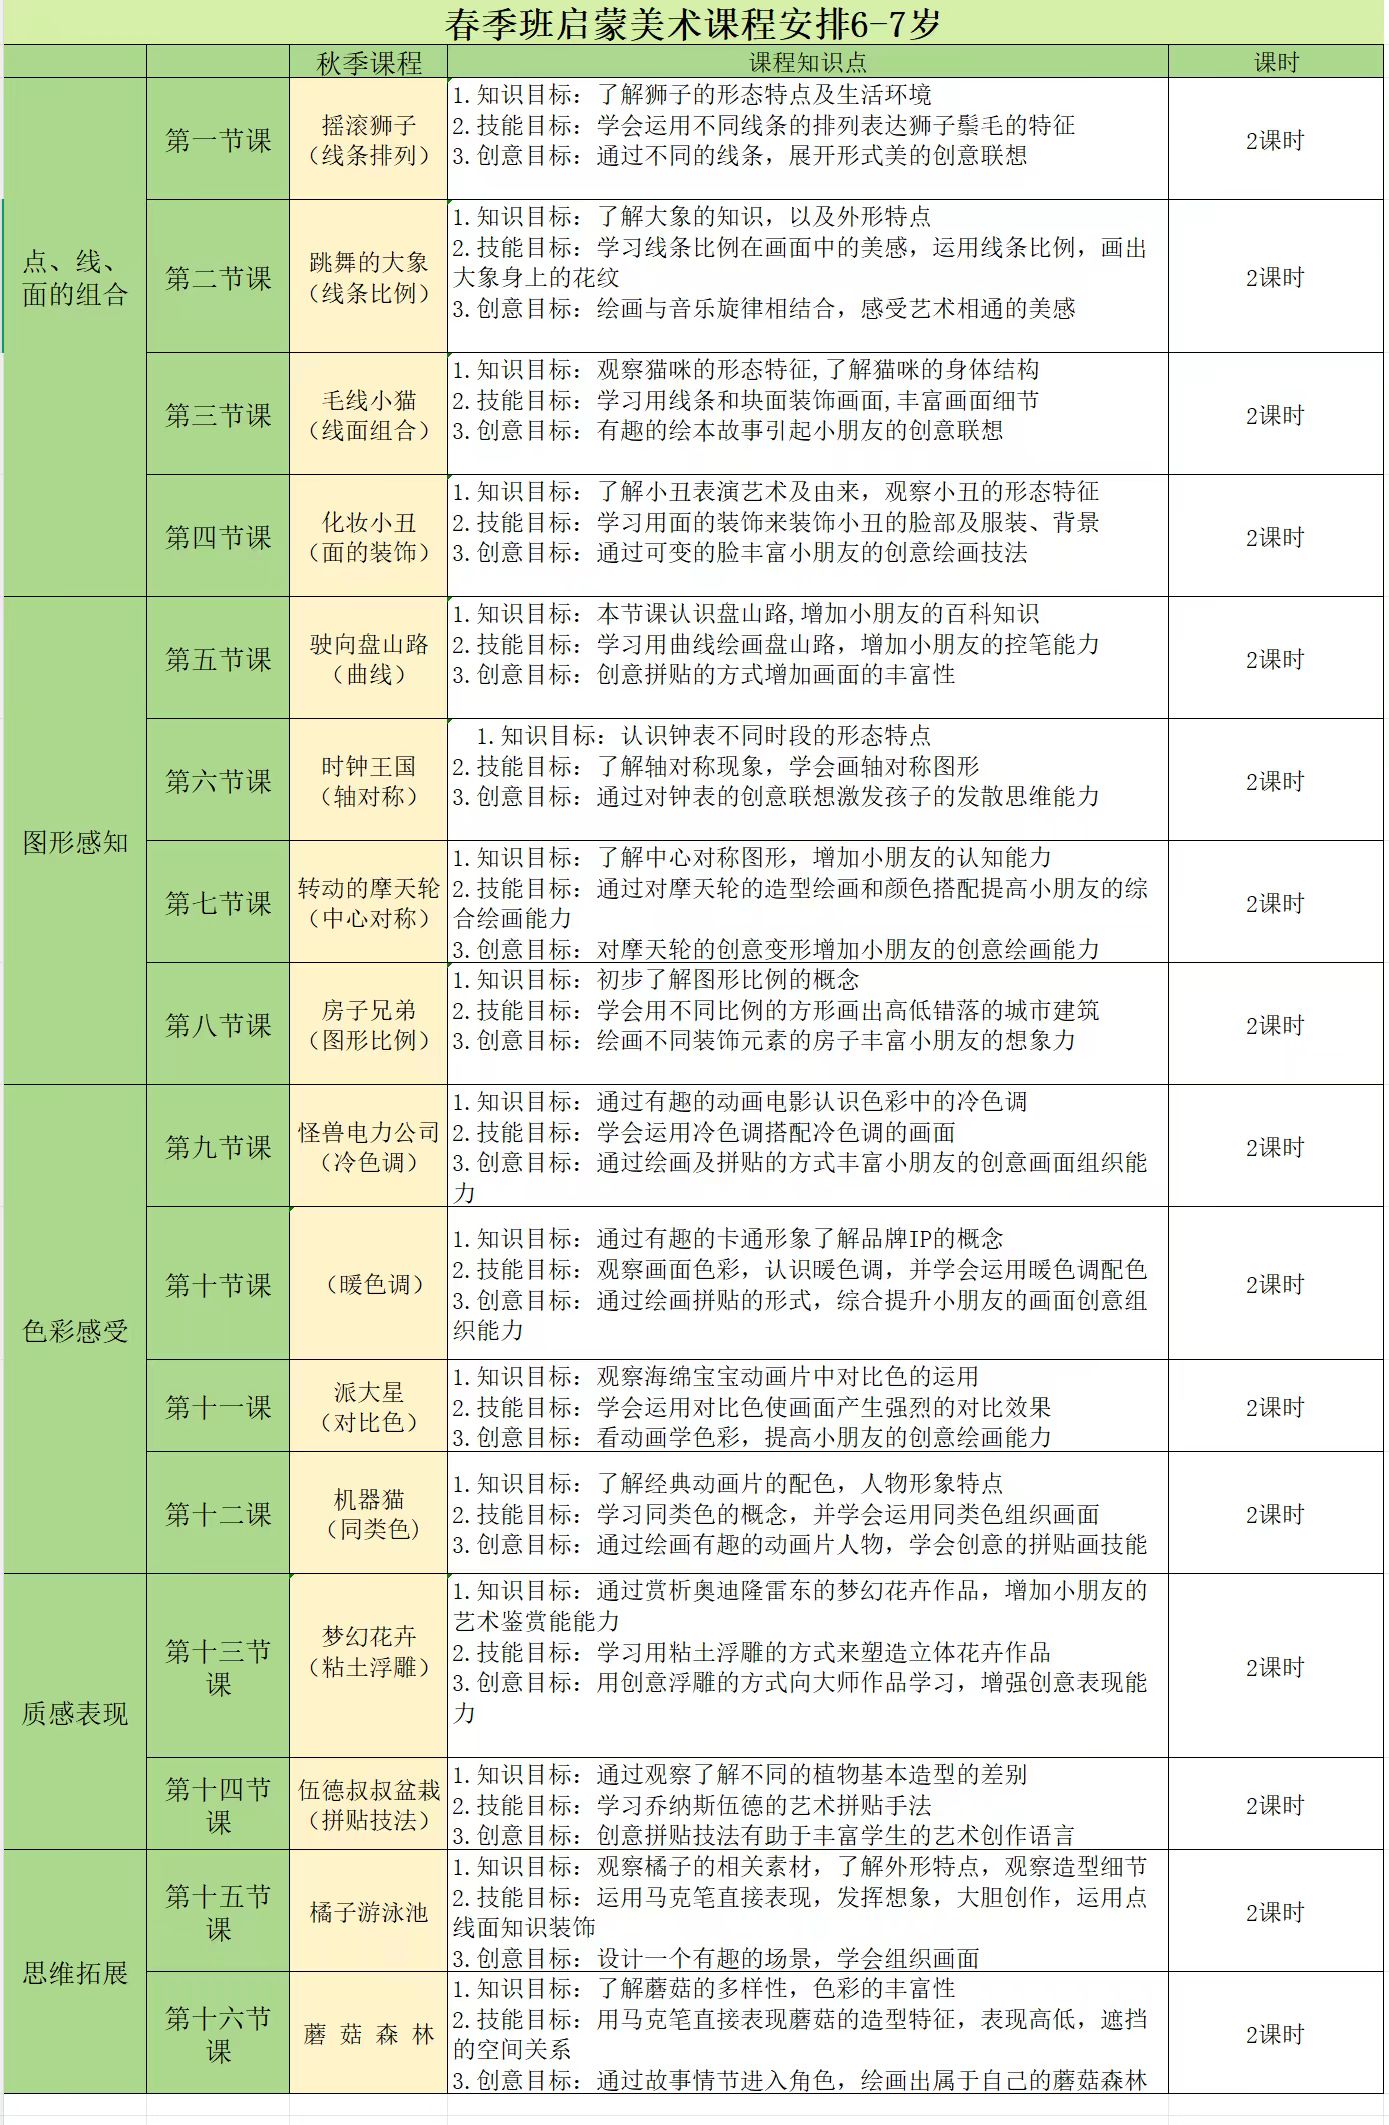 春季班启蒙美术课程安排6-7岁
秋季课程
课程知识点
课时
点、线、
面的组合
第一节课
摇滚狮子
（线条排列）
1.知识目标：了解狮子的形态特点及生活环境
2.技能目标：学会运用不同线条的排列表达狮子鬃毛的特征
3.创意目标：通过不同的线条，展开形式美的创意联想
2课时
第二节课
跳舞的大象
（线条比例）
1.知识目标：了解大象的知识，以及外形特点
2.技能目标：学习线条比例在画面中的美感，运用线条比例，画出
大象身上的花纹
3.创意目标：绘画与音乐旋律相结合，感受艺术相通的美感
2课时
第三节课
毛线小猫
（线面组合）
1.知识目标：观察猫咪的形态特征,了解猫咪的身体结构
2.技能目标：学习用线条和块面装饰画面,丰富画面细节
3.创意目标：有趣的绘本故事引起小朋友的创意联想
2课时
第四节课
化妆小丑
（面的装饰）
1.知识目标：了解小丑表演艺术及由来，观察小丑的形态特征
2.技能目标：学习用面的装饰来装饰小丑的脸部及服装、背景
3.创意目标：通过可变的脸丰富小朋友的创意绘画技法
2课时
图形感知
第五节课
驶向盘山路
（曲线）
1.知识目标：本节课认识盘山路,增加小朋友的百科知识
2.技能目标：学习用曲线绘画盘山路，增加小朋友的控笔能力
3.创意目标：创意拼贴的方式增加画面的丰富性
2课时
第六节课
时钟王国
（轴对称）
1.知识目标：认识钟表不同时段的形态特点
2.技能目标：了解轴对称现象，学会画轴对称图形
3.创意目标：通过对钟表的创意联想激发孩子的发散思维能力
2课时
第七节课
转动的摩天轮
（中心对称）
1.知识目标：了解中心对称图形，增加小朋友的认知能力
2.技能目标：通过对摩天轮的造型绘画和颜色搭配提高小朋友的综
合绘画能力
3.创意目标：对摩天轮的创意变形增加小朋友的创意绘画能力
2课时
第八节课
房子兄弟
（图形比例）
1.知识目标：初步了解图形比例的概念
2.技能目标：学会用不同比例的方形画出高低错落的城市建筑
3.创意目标：绘画不同装饰元素的房子丰富小朋友的想象力
2课时
色彩感受
第九节课
怪兽电力公司
（冷色调）
1.知识目标：通过有趣的动画电影认识色彩中的冷色调
2.技能目标：学会运用冷色调搭配冷色调的画面
3.创意目标：通过绘画及拼贴的方式丰富小朋友的创意画面组织能
力
2课时
第十节课
（暖色调）
1.知识目标：通过有趣的卡通形象了解品牌IP的概念
2.技能目标：观察画面色彩，认识暖色调，并学会运用暖色调配色
3.创意目标：通过绘画拼贴的形式，综合提升小朋友的画面创意组
织能力
2课时
第十一课
派大星
（对比色）
1.知识目标：观察海绵宝宝动画片中对比色的运用
2.技能目标：学会运用对比色使画面产生强烈的对比效果
3.创意目标：看动画学色彩，提高小朋友的创意绘画能力
2课时
第十二课
机器猫
（同类色)
1.知识目标：了解经典动画片的配色，人物形象特点
2.技能目标：学习同类色的概念，并学会运用同类色组织画面
3.创意目标：通过绘画有趣的动画片人物，学会创意的拼贴画技能
2课时
质感表现
第十三节
课
梦幻花卉
（粘土浮雕）
1.知识目标：通过赏析奥迪隆雷东的梦幻花卉作品，增加小朋友的
艺术鉴赏能能力
2.技能目标：学习用粘土浮雕的方式来塑造立体花卉作品
3.创意目标：用创意浮雕的方式向大师作品学习，增强创意表现能
力
2课时
第十四节
课
伍德叔叔盆栽
（拼贴技法）
1.知识目标：通过观察了解不同的植物基本造型的差别
2.技能目标：学习乔纳斯伍德的艺术拼贴手法
3.创意目标：创意拼贴技法有助于丰富学生的艺术创作语言
2课时
思维拓展
第十五节
课
橘子游泳池
1.知识目标：观察橘子的相关素材，了解外形特点，观察造型细节
2.技能目标：运用马克笔直接表现，发挥想象，大胆创作，运用点
线面知识装饰
3.创意目标：设计一个有趣的场景，学会组织画面
2课时
第十六节
课
蘑 菇 森 林
1.知识目标：了解蘑菇的多样性，色彩的丰富性
2.技能目标：用马克笔直接表现蘑菇的造型特征，表现高低，遮挡
的空间关系
3.创意目标：通过故事情节进入角色，绘画出属于自己的蘑菇森林
2课时